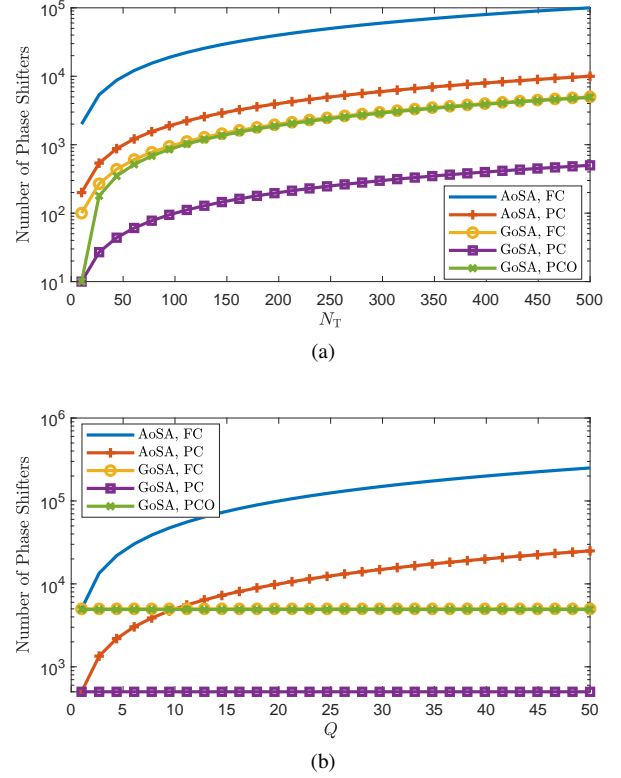 Number of Phase Shifters
10^5
10^4
10^3
10^2
10^1
AoSA, FC
AoSA, PC
GoSA, FC
GoSA, PC
GoSA, PCO
0 50 100 150 200 250 300 350 400 450 500
N_T
(a)
Number of Phase Shifters
10^6
10^5
10^4
10^3
AoSA, FC
AoSA, PC
GoSA, FC
GoSA, PC
GoSA, PCO
0 5 10 15 20 25 30 35 40 45 50
Q
(b)